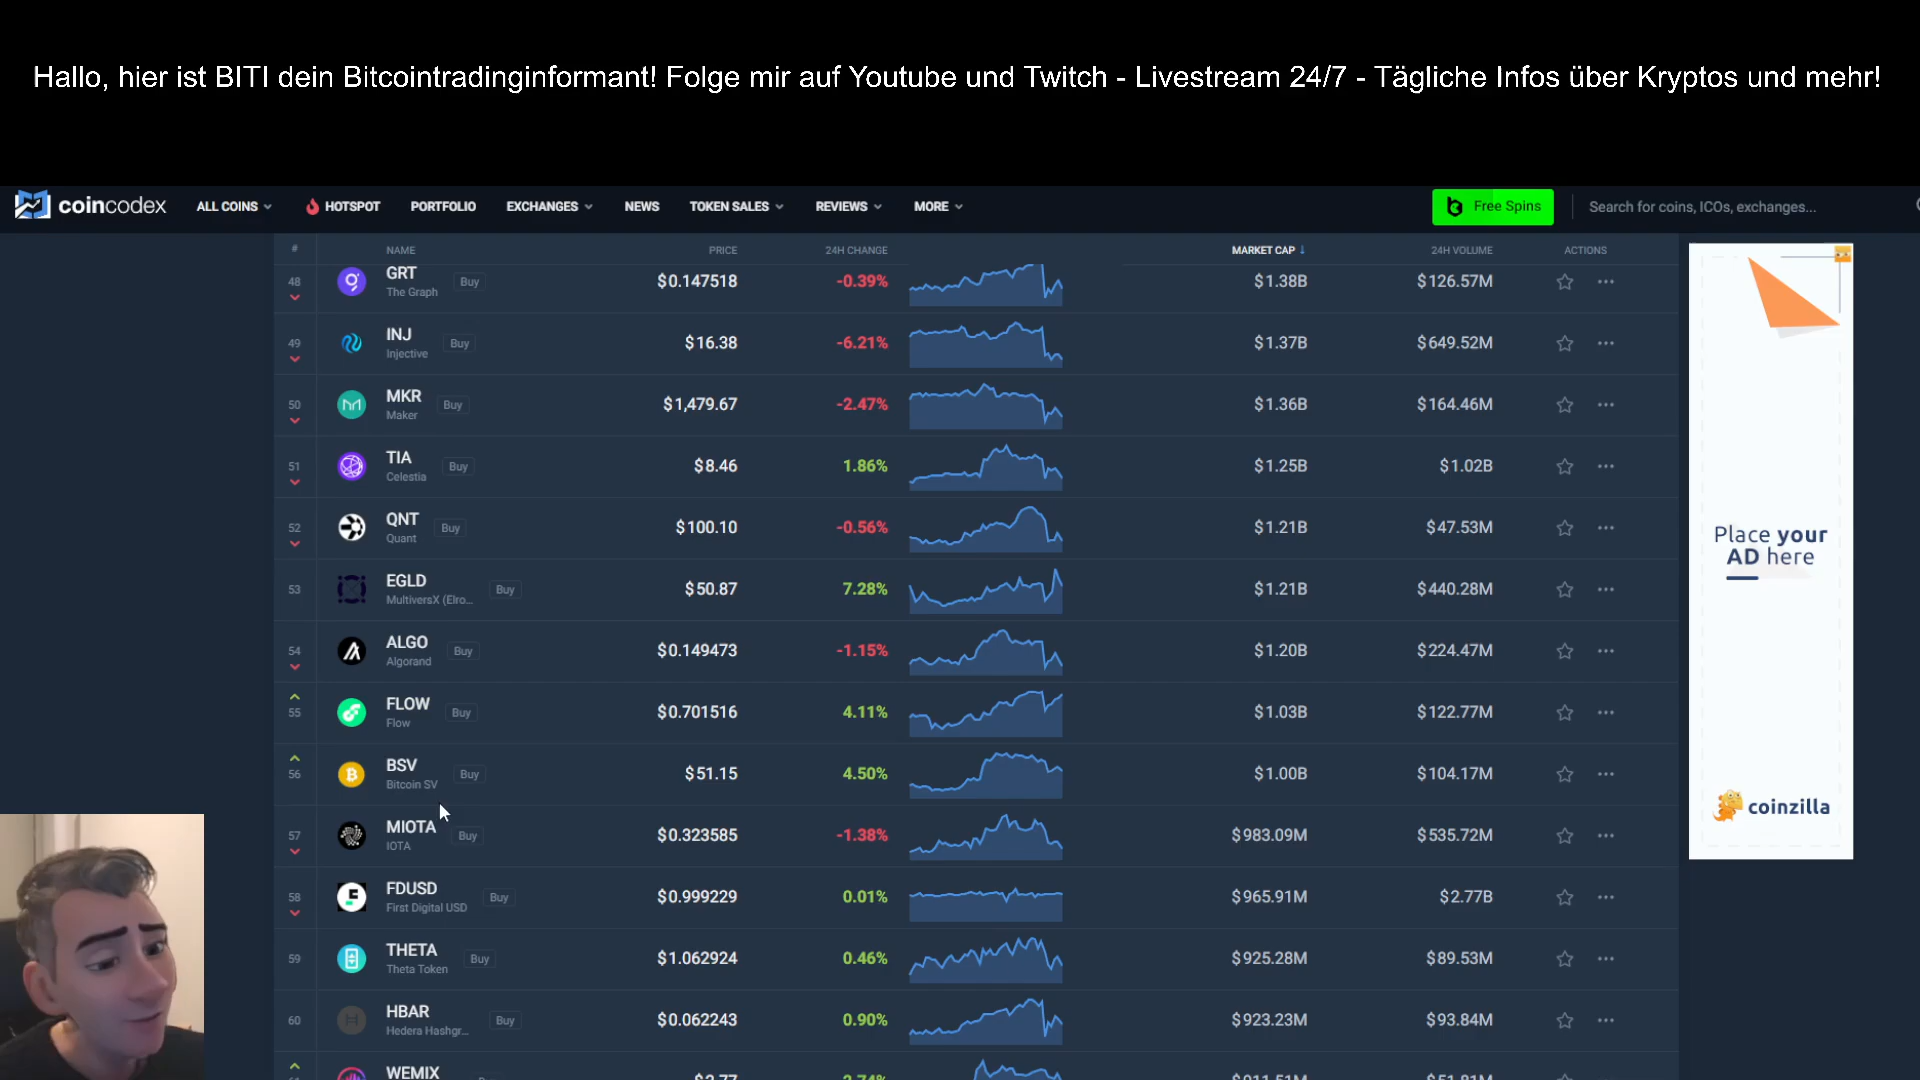 Hallo, hier ist BITI dein Bitcointradinginformant! Folge mir auf Youtube und Twitch - Livestream 24/7 - Tägliche Infos über Kryptos und mehr!
coincodex ALL COINS HOTSPOT PORTFOLIO EXCHANGES NEWS TOKEN SALES REVIEWS MORE Free Spins Search for coins, ICOs, exchanges...
# NAME PRICE 24H CHANGE MARKET CAP ↓ 24H VOLUME ACTIONS
48 GRT Buy $0.147518 -0.39% $1.38B $126.57M
The Graph
49 INJ Buy $16.38 -6.21% $1.37B $649.52M
Injective
50 MKR Buy $1,479.67 -2.47% $1.36B $164.46M
Maker
51 TIA Buy $8.46 1.86% $1.25B $1.02B
Celestia
52 QNT Buy $100.10 -0.56% $1.21B $47.53M
Quant
53 EGLD Buy $50.87 7.28% $1.21B $440.28M
MultiversX (Elro...
54 ALGO Buy $0.149473 -1.15% $1.20B $224.47M
Algorand
55 FLOW Buy $0.701516 4.11% $1.03B $122.77M
Flow
56 BSV Buy $51.15 4.50% $1.00B $104.17M
Bitcoin SV
57 MIOTA Buy $0.323585 -1.38% $983.09M $535.72M
IOTA
58 FDUSD Buy $0.999229 0.01% $965.91M $2.77B
First Digital USD
59 THETA Buy $1.062924 0.46% $925.28M $89.53M
Theta Token
60 HBAR Buy $0.062243 0.90% $923.23M $93.84M
Hedera Hashgr...
WEMIX
Place your
AD here
coinzilla